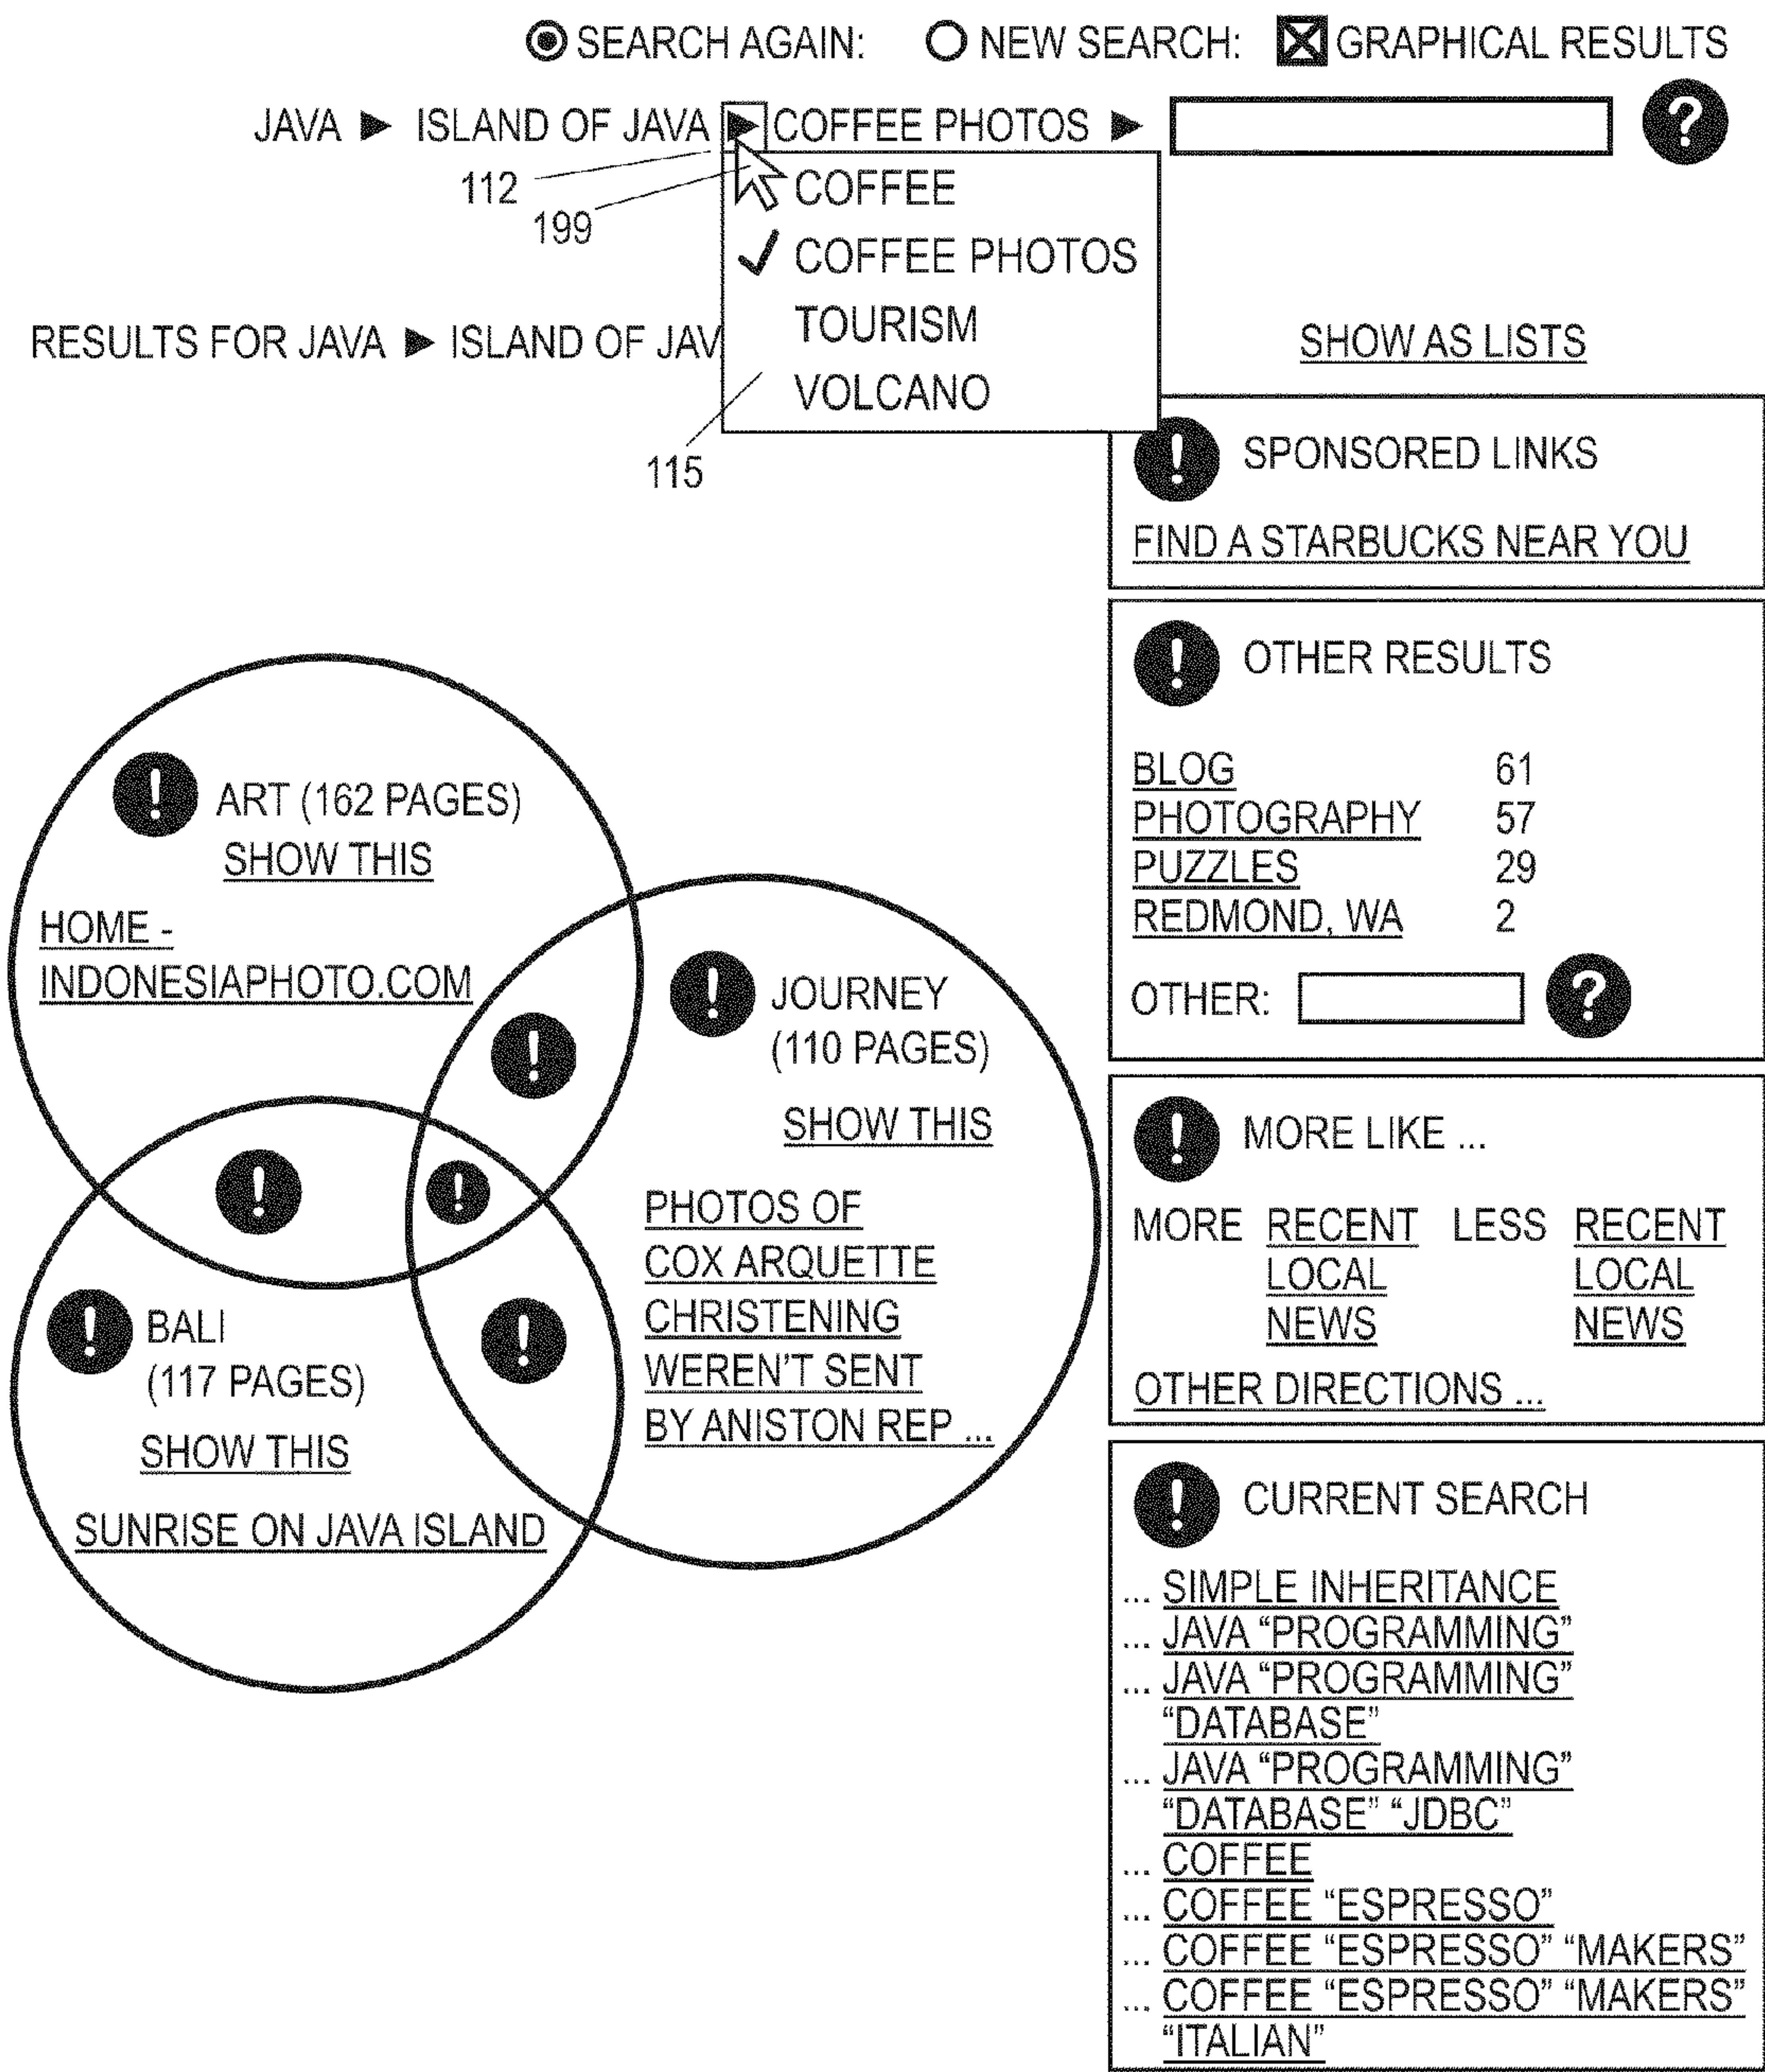 SEARCH AGAIN: NEW SEARCH: GRAPHICAL RESULTS
JAVA ▶ ISLAND OF JAVA ▶ COFFEE PHOTOS ▶ ?
112
199
COFFEE
✓ COFFEE PHOTOS
TOURISM
VOLCANO
115
RESULTS FOR JAVA ▶ ISLAND OF JAV
SHOW AS LISTS
! SPONSORED LINKS
FIND A STARBUCKS NEAR YOU
! OTHER RESULTS
BLOG 61
PHOTOGRAPHY 57
PUZZLES 29
REDMOND, WA 2
OTHER: ?
! ART (162 PAGES)
SHOW THIS
HOME -
INDONESIAPHOTO.COM
!
! JOURNEY
(110 PAGES)
SHOW THIS
PHOTOS OF
COX ARQUETTE
CHRISTENING
WEREN'T SENT
BY ANISTON REP ...
!
!
! BALI
(117 PAGES)
SHOW THIS
SUNRISE ON JAVA ISLAND
!
! MORE LIKE ...
MORE RECENT LESS RECENT
LOCAL LOCAL
NEWS NEWS
OTHER DIRECTIONS ...
! CURRENT SEARCH
... SIMPLE INHERITANCE
... JAVA “PROGRAMMING”
... JAVA “PROGRAMMING”
“DATABASE”
... JAVA “PROGRAMMING”
“DATABASE” “JDBC”
... COFFEE
... COFFEE “ESPRESSO”
... COFFEE “ESPRESSO” “MAKERS”
... COFFEE “ESPRESSO” “MAKERS”
“ITALIAN”